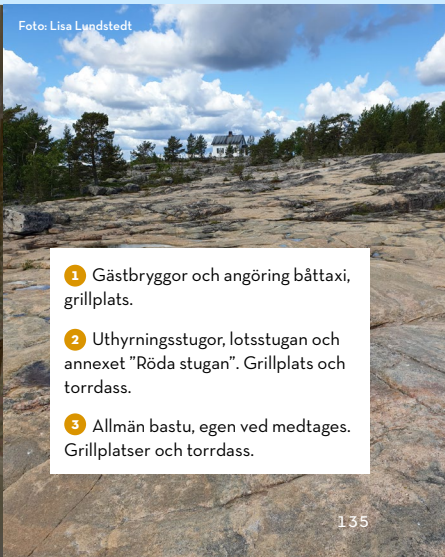 Foto: Lisa Lundstedt
1 Gästbryggor och angöring båttaxi,
grillplats.
2 Uthyrningsstugor, lotsstugan och
annexet ”Röda stugan”. Grillplats och
torrdass.
3 Allmän bastu, egen ved medtages.
Grillplatser och torrdass.
135